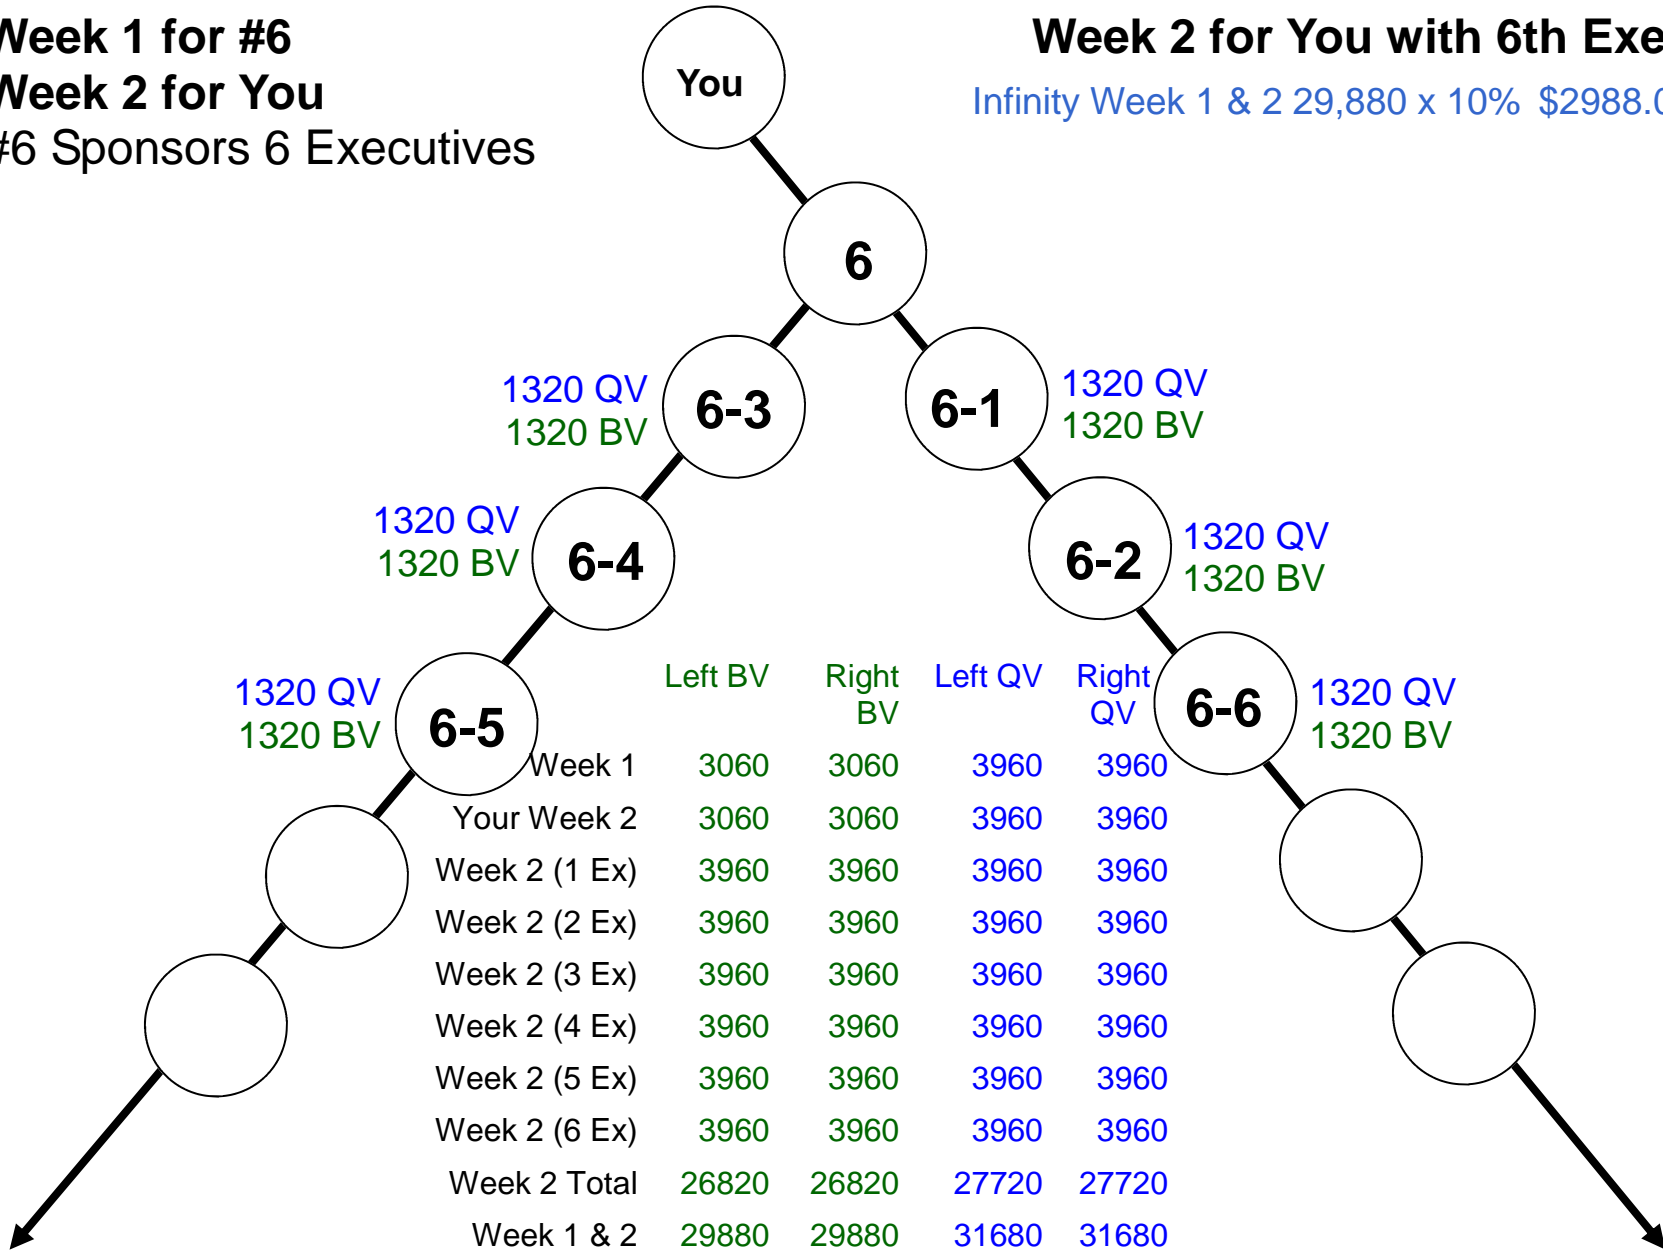 Week 1 for #6
Week 2 for You
#6 Sponsors 6 Executives
Week 2 for You with 6th Exe
Infinity Week 1 & 2 29,880 x 10% $2988.0
You
6
6-3
1320 QV
1320 BV
6-1
1320 QV
1320 BV
6-4
1320 QV
1320 BV
6-2
1320 QV
1320 BV
6-5
1320 QV
1320 BV
6-6
1320 QV
1320 BV
Left BV Right BV Left QV Right QV
Week 1 3060 3060 3960 3960
Your Week 2 3060 3060 3960 3960
Week 2 (1 Ex) 3960 3960 3960 3960
Week 2 (2 Ex) 3960 3960 3960 3960
Week 2 (3 Ex) 3960 3960 3960 3960
Week 2 (4 Ex) 3960 3960 3960 3960
Week 2 (5 Ex) 3960 3960 3960 3960
Week 2 (6 Ex) 3960 3960 3960 3960
Week 2 Total 26820 26820 27720 27720
Week 1 & 2 29880 29880 31680 31680